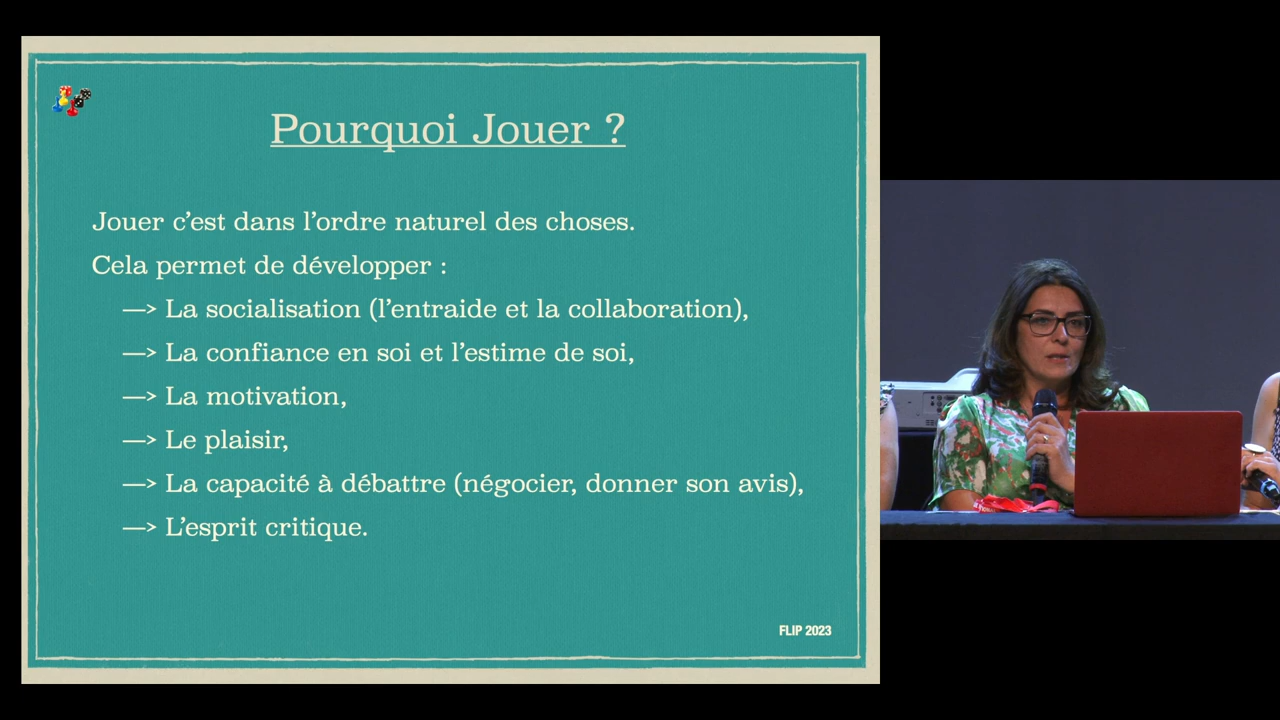 Pourquoi Jouer ?
Jouer c’est dans l’ordre naturel des choses.
Cela permet de développer :
—> La socialisation (l’entraide et la collaboration),
—> La confiance en soi et l’estime de soi,
—> La motivation,
—> Le plaisir,
—> La capacité à débattre (négocier, donner son avis),
—> L’esprit critique.
FLIP 2023